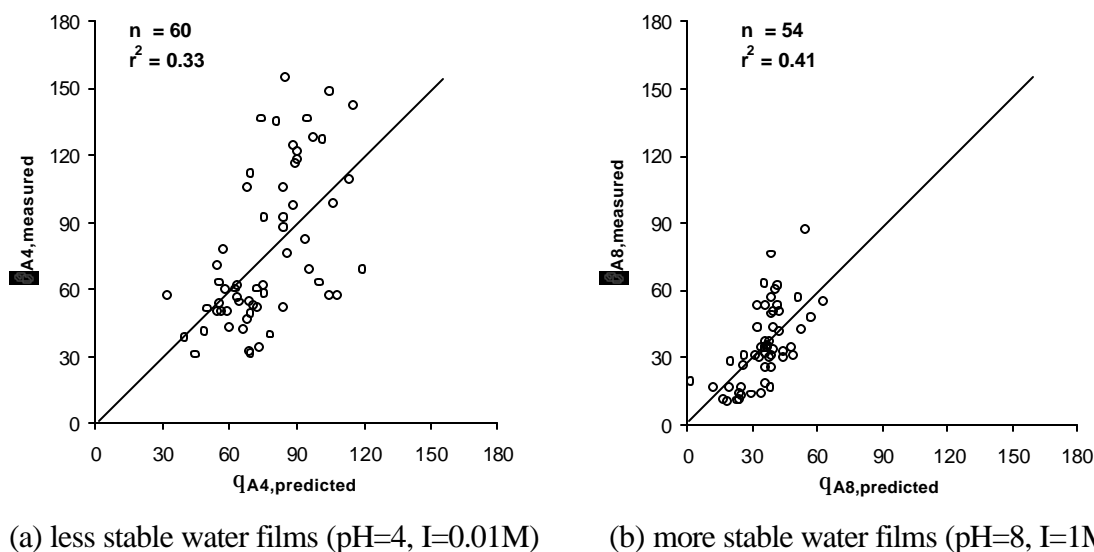 180
150
120
90
60
30
0
n = 60
r² = 0.33
A4,measured
0 30 60 90 120 150 180
qA4,predicted
(a) less stable water films (pH=4, I=0.01M)
180
150
120
90
60
30
0
n = 54
r² = 0.41
A8,measured
0 30 60 90 120 150 180
qA8,predicted
(b) more stable water films (pH=8, I=1M